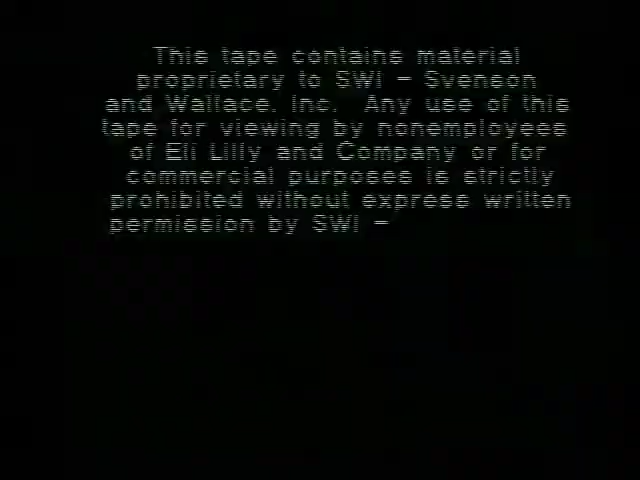 This tape contains material
proprietary to SWI - Svenson
and Wallace, Inc. Any use of this
tape for viewing by nonemployees
of Eli Lilly and Company or for
commercial purposes is strictly
prohibited without express written
permission by SWI -